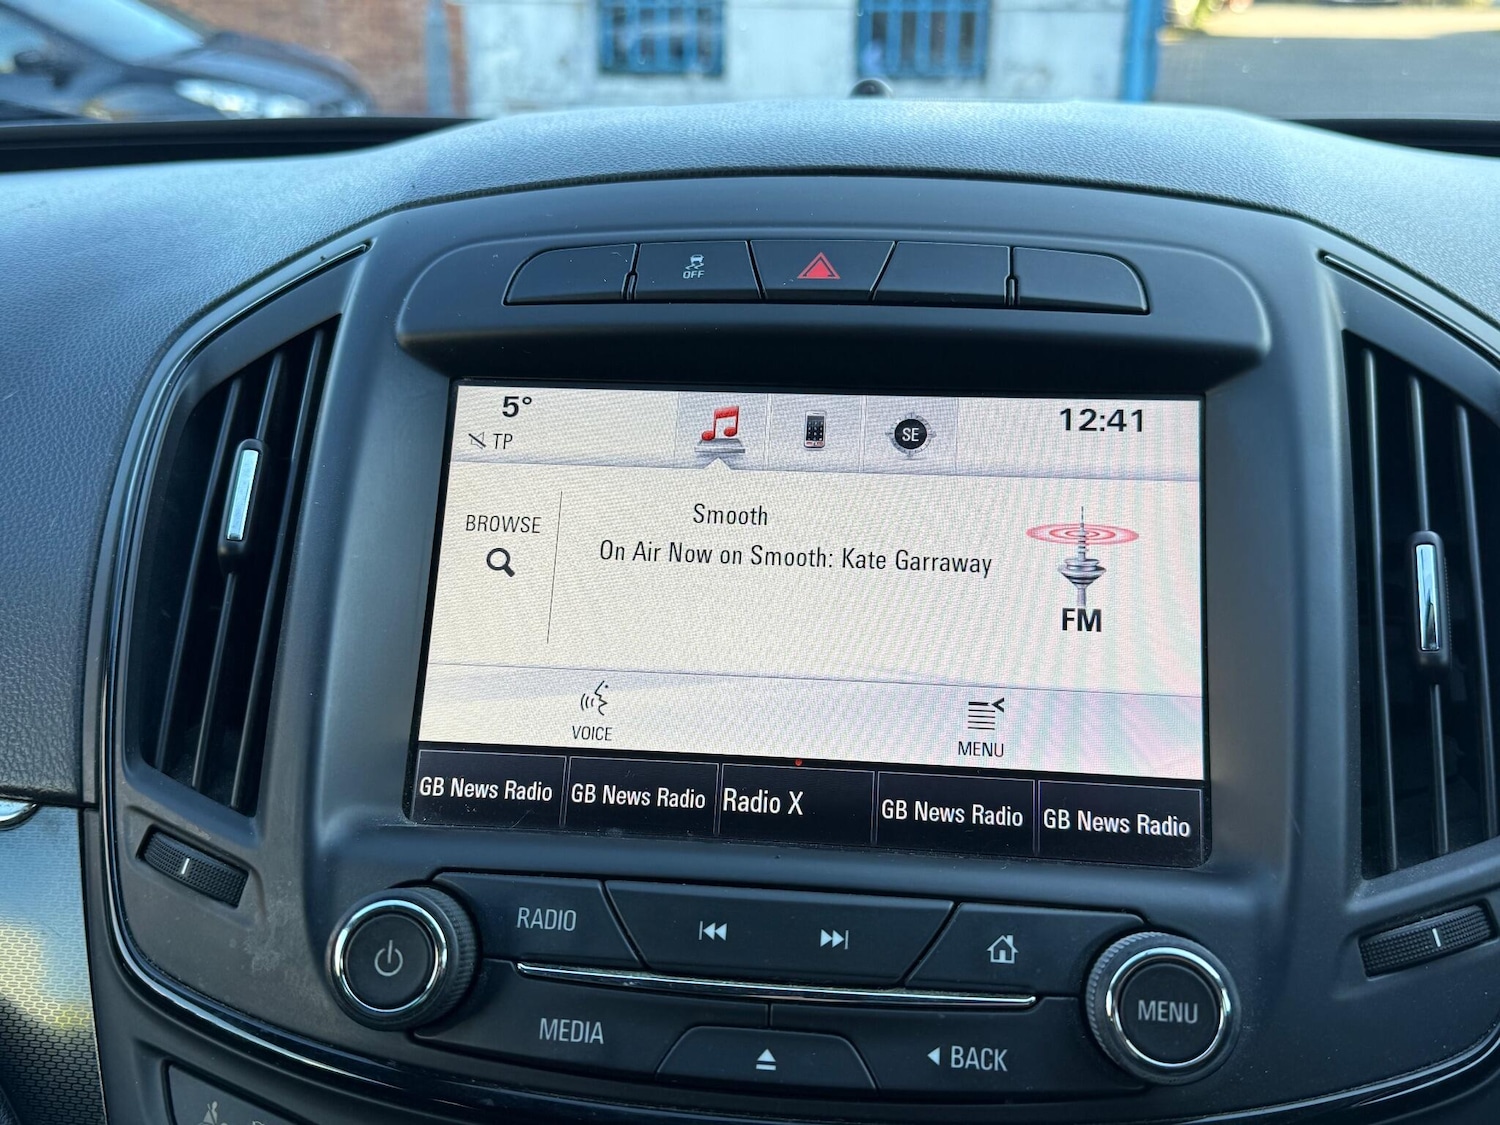 OFF
5°
SE
12:41
TP
BROWSE
Smooth
On Air Now on Smooth: Kate Garraway
FM
VOICE
MENU
GB News Radio
GB News Radio
Radio X
GB News Radio
GB News Radio
RADIO
MEDIA
BACK
MENU